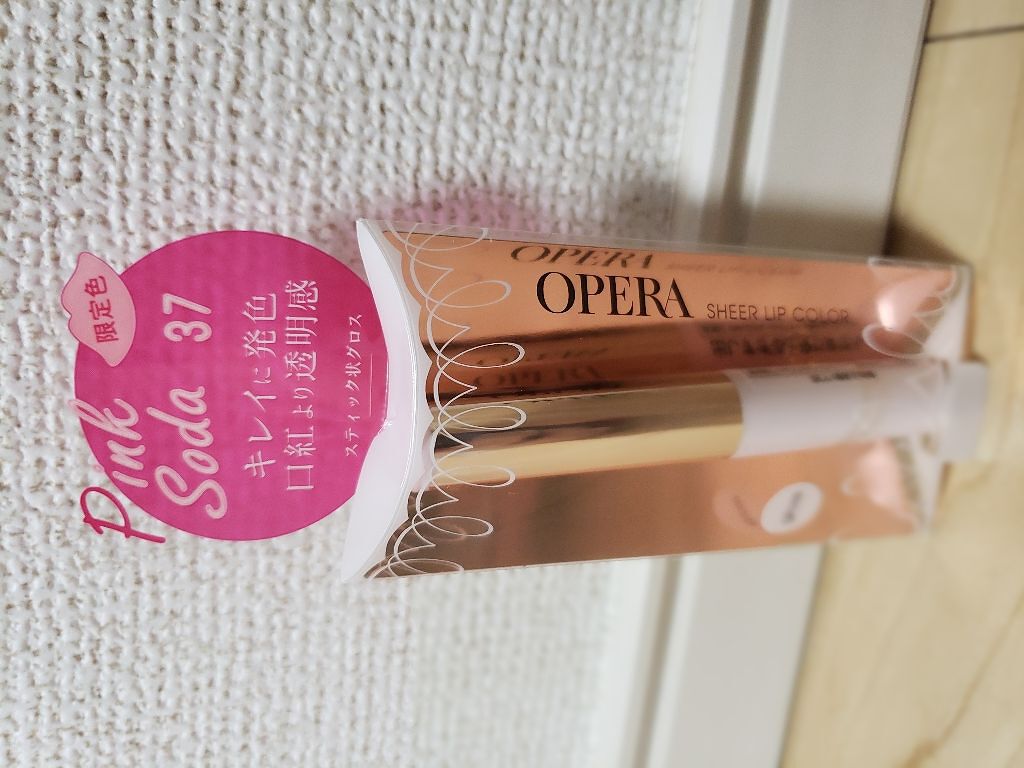 限定色
Pink
Soda 37
キレイに発色
口紅より透明感
スティック状グロス
OPERA
OPERA
SHEER LIP COLOR